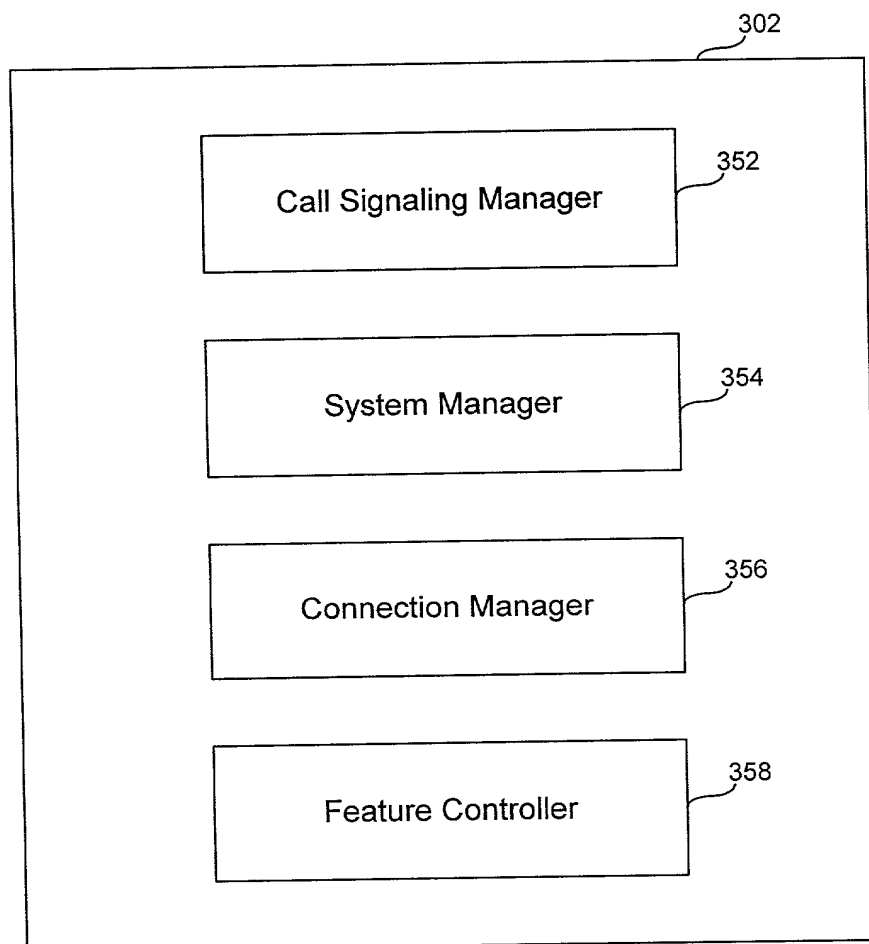 302
Call Signaling Manager
352
System Manager
354
Connection Manager
356
Feature Controller
358